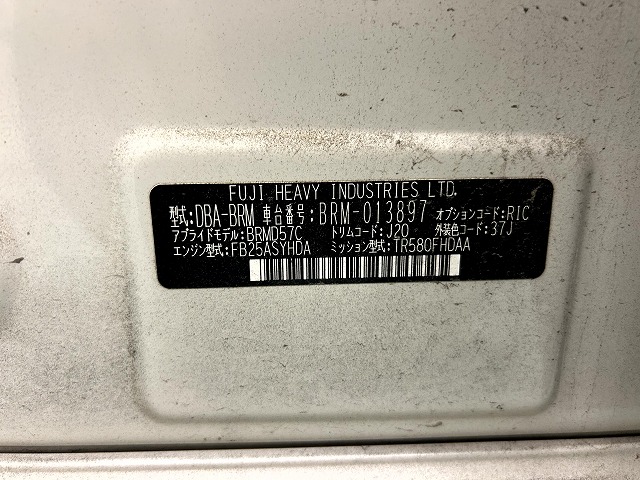 FUJI HEAVY INDUSTRIES LTD.
型式:DBA-BRM 車台番号:BRM-013897 オプションコード:RIC
アプライドモデル:BRMD57C トリムコード:J20 外装色コード:37J
エンジン型式:FB25ASYHDA ミッション型式:TR580FHDAA